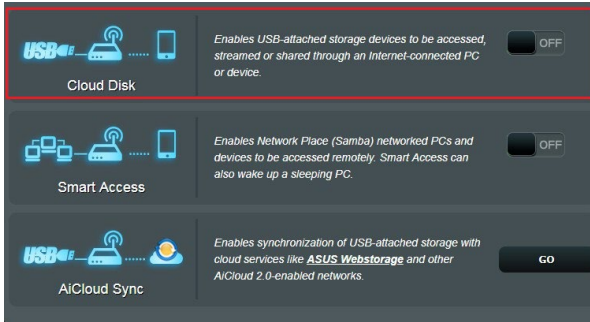 USB
Cloud Disk
Enables USB-attached storage devices to be accessed,
streamed or shared through an Internet-connected PC
or device.
OFF
Smart Access
Enables Network Place (Samba) networked PCs and
devices to be accessed remotely. Smart Access can
also wake up a sleeping PC.
OFF
USB
AiCloud Sync
Enables synchronization of USB-attached storage with
cloud services like ASUS Webstorage and other
AiCloud 2.0-enabled networks.
GO